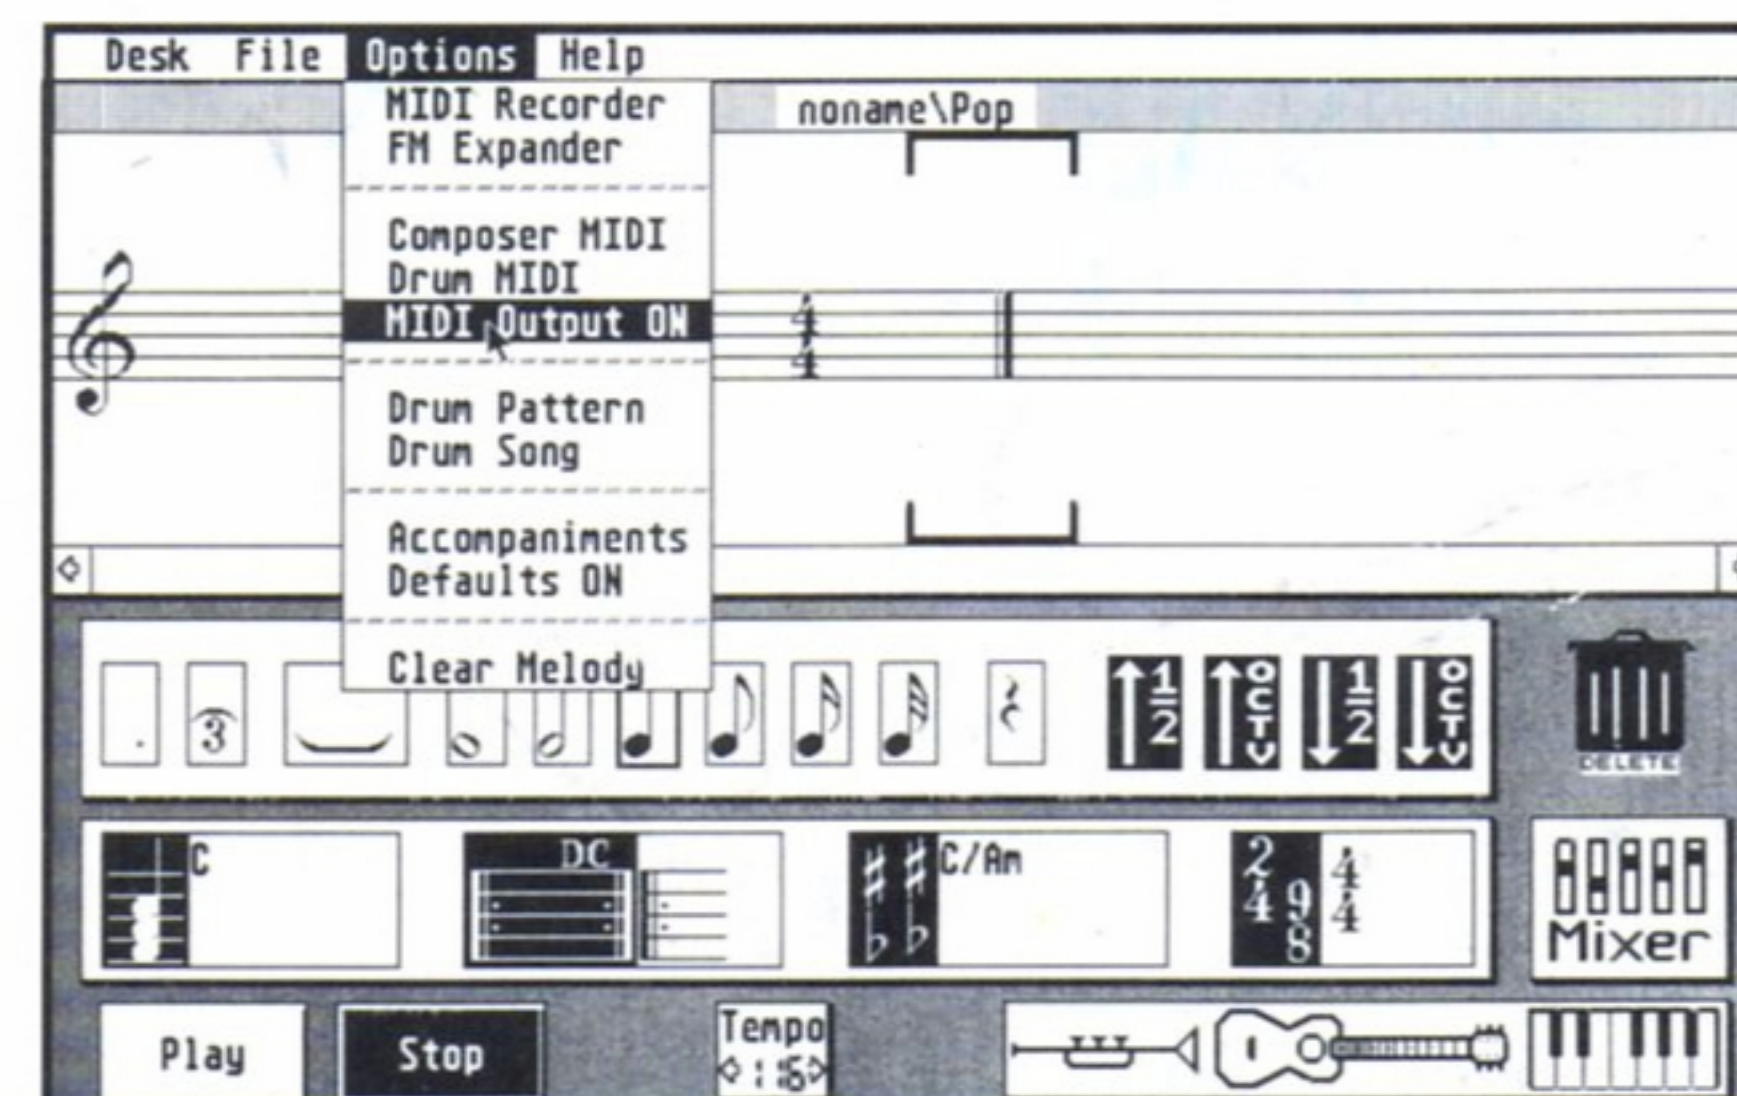 Desk File Options Help
noname\Pop
MIDI Recorder
FM Expander
Composer MIDI
Drum MIDI
MIDI Output ON
Drum Pattern
Drum Song
Accompaniments
Defaults ON
Clear Melody
4
4
3
1/2
OCTV
1/2
OCTV
DELETE
C
DC
C/Am
2
4
9
8
4
4
Mixer
Play
Stop
Tempo
116